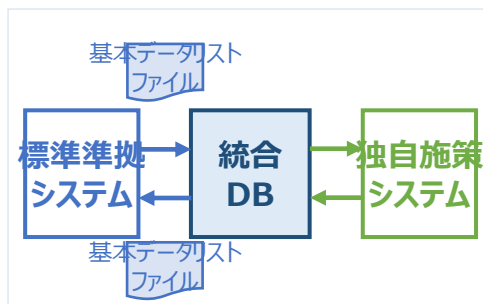 基本データリスト
ファイル
標準準拠
システム
統合
DB
独自施策
システム
基本データリスト
ファイル